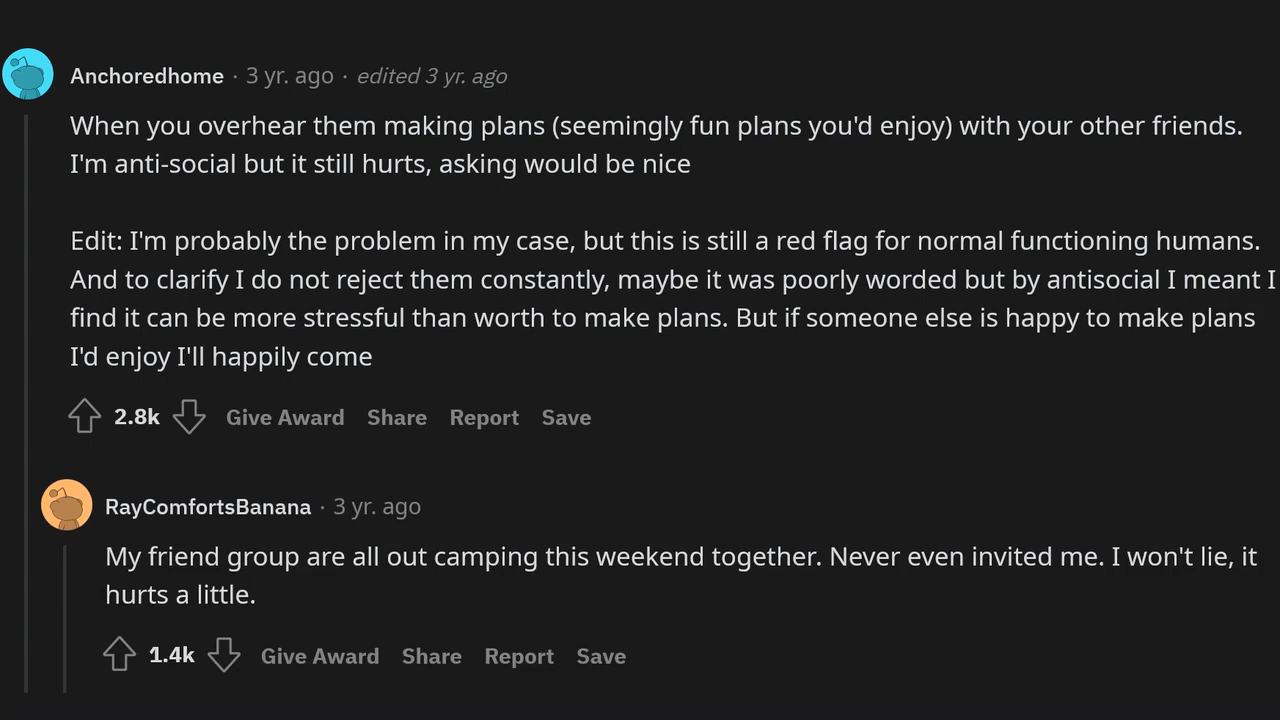 Anchoredhome · 3 yr. ago · edited 3 yr. ago
When you overhear them making plans (seemingly fun plans you'd enjoy) with your other friends.
I'm anti-social but it still hurts, asking would be nice
Edit: I'm probably the problem in my case, but this is still a red flag for normal functioning humans.
And to clarify I do not reject them constantly, maybe it was poorly worded but by antisocial I meant I
find it can be more stressful than worth to make plans. But if someone else is happy to make plans
I'd enjoy I'll happily come
2.8k Give Award Share Report Save
RayComfortsBanana · 3 yr. ago
My friend group are all out camping this weekend together. Never even invited me. I won't lie, it
hurts a little.
1.4k Give Award Share Report Save